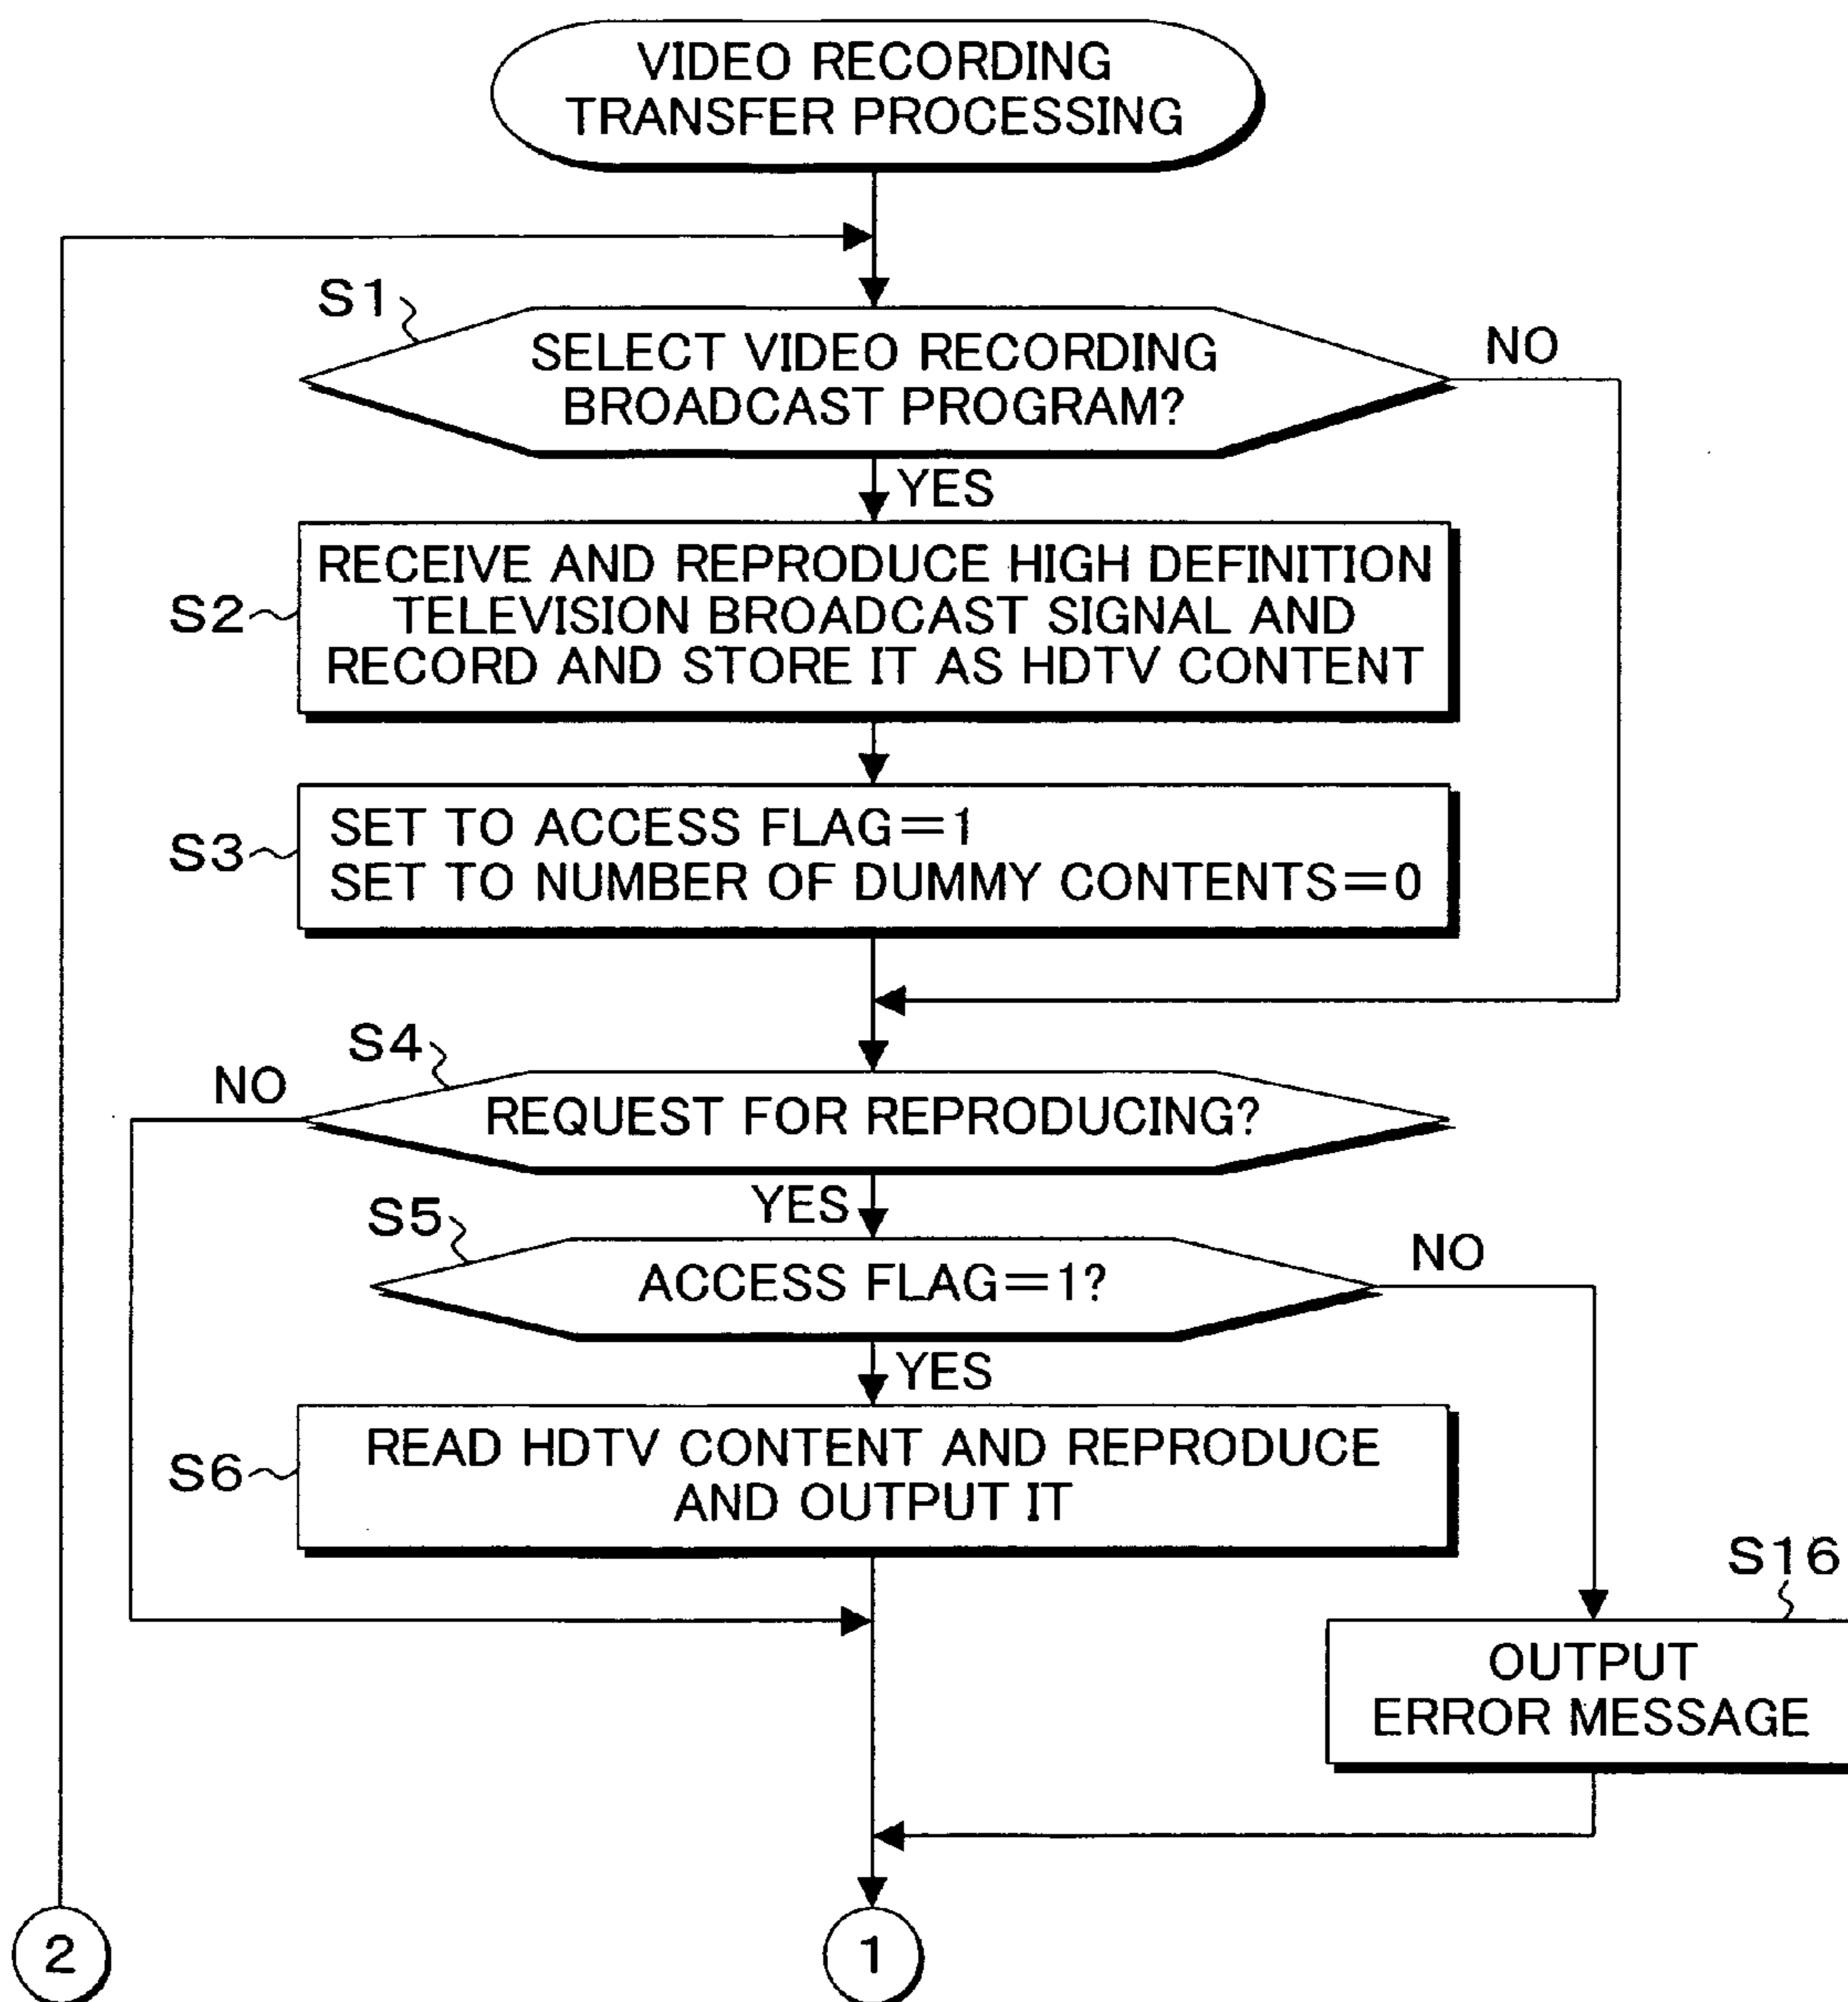 VIDEO RECORDING
TRANSFER PROCESSING
S1
SELECT VIDEO RECORDING
BROADCAST PROGRAM?
NO
YES
S2
RECEIVE AND REPRODUCE HIGH DEFINITION
TELEVISION BROADCAST SIGNAL AND
RECORD AND STORE IT AS HDTV CONTENT
S3
SET TO ACCESS FLAG=1
SET TO NUMBER OF DUMMY CONTENTS=0
S4
NO
REQUEST FOR REPRODUCING?
YES
S5
ACCESS FLAG=1?
NO
YES
S6
READ HDTV CONTENT AND REPRODUCE
AND OUTPUT IT
S16
OUTPUT
ERROR MESSAGE
2
1